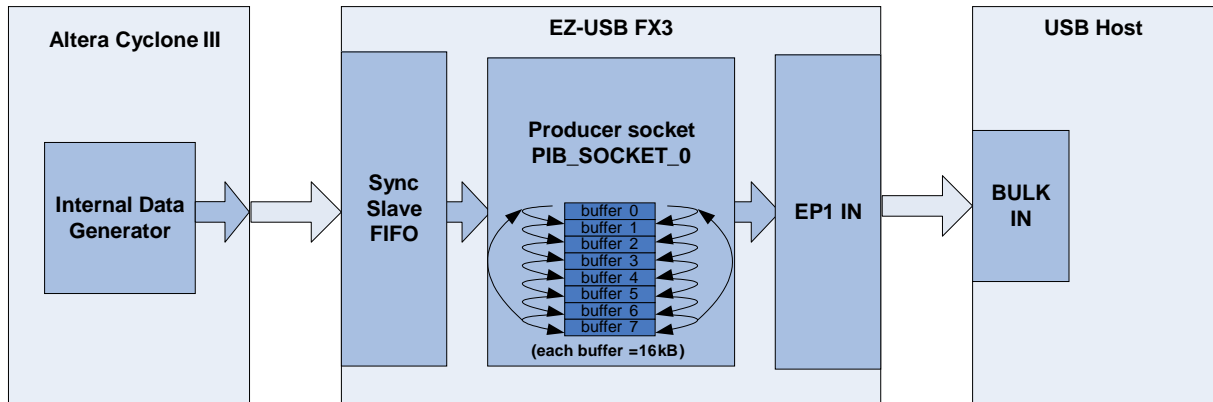 Altera Cyclone III
Internal Data
Generator
EZ-USB FX3
Sync
Slave
FIFO
Producer socket
PIB_SOCKET_0
buffer 0
buffer 1
buffer 2
buffer 3
buffer 4
buffer 5
buffer 6
buffer 7
(each buffer =16kB)
EP1 IN
USB Host
BULK
IN